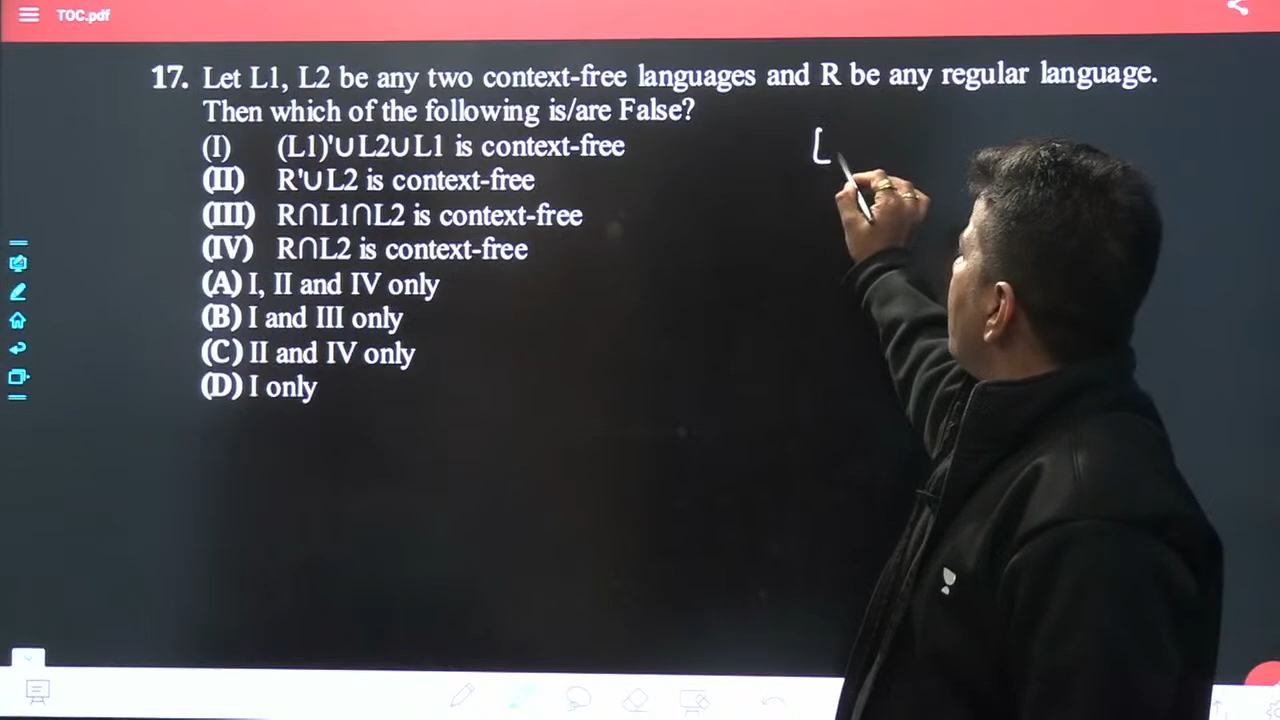 TOC.pdf
17. Let L1, L2 be any two context-free languages and R be any regular language.
Then which of the following is/are False?
(I) (L1)'∪L2∪L1 is context-free
(II) R'∪L2 is context-free
(III) R∩L1∩L2 is context-free
(IV) R∩L2 is context-free
(A) I, II and IV only
(B) I and III only
(C) II and IV only
(D) I only
L